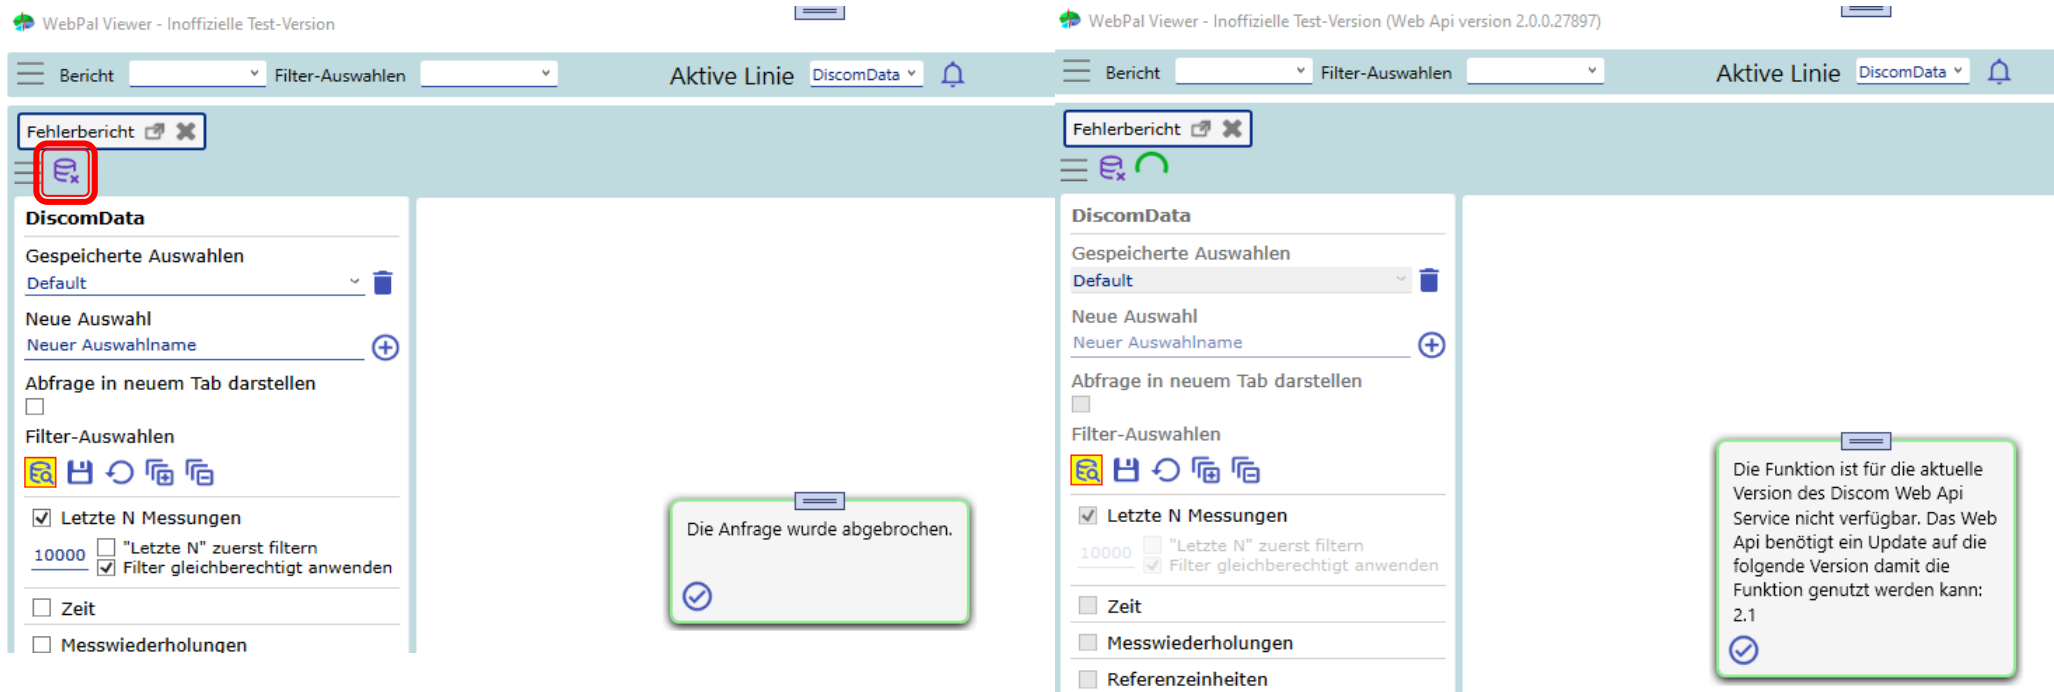 WebPal Viewer - Inoffizielle Test-Version
Bericht
Filter-Auswahlen
Aktive Linie
DiscomData
Fehlerbericht
DiscomData
Gespeicherte Auswahlen
Default
Neue Auswahl
Neuer Auswahlname
Abfrage in neuem Tab darstellen
Filter-Auswahlen
Letzte N Messungen
10000
"Letzte N" zuerst filtern
Filter gleichberechtigt anwenden
Zeit
Messwiederholungen
Die Anfrage wurde abgebrochen.
WebPal Viewer - Inoffizielle Test-Version (Web Api version 2.0.0.27897)
Bericht
Filter-Auswahlen
Aktive Linie
DiscomData
Fehlerbericht
DiscomData
Gespeicherte Auswahlen
Default
Neue Auswahl
Neuer Auswahlname
Abfrage in neuem Tab darstellen
Filter-Auswahlen
Letzte N Messungen
10000
"Letzte N" zuerst filtern
Filter gleichberechtigt anwenden
Zeit
Messwiederholungen
Referenzeinheiten
Die Funktion ist für die aktuelle
Version des Discom Web Api
Service nicht verfügbar. Das Web
Api benötigt ein Update auf die
folgende Version damit die
Funktion genutzt werden kann:
2.1